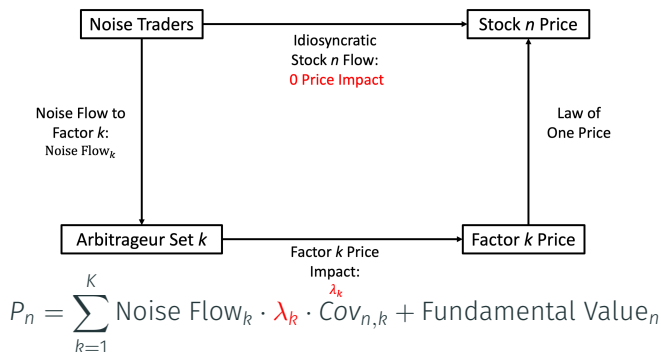 Noise Traders
Stock n Price
Idiosyncratic
Stock n Flow:
0 Price Impact
Noise Flow to
Factor k:
Noise Flowₖ
Law of
One Price
Arbitrageur Set k
Factor k Price
Factor k Price
Impact:
λₖ
Pₙ = ∑ₖ₌₁ᴷ Noise Flowₖ · λₖ · Covₙ,ₖ + Fundamental Valueₙ